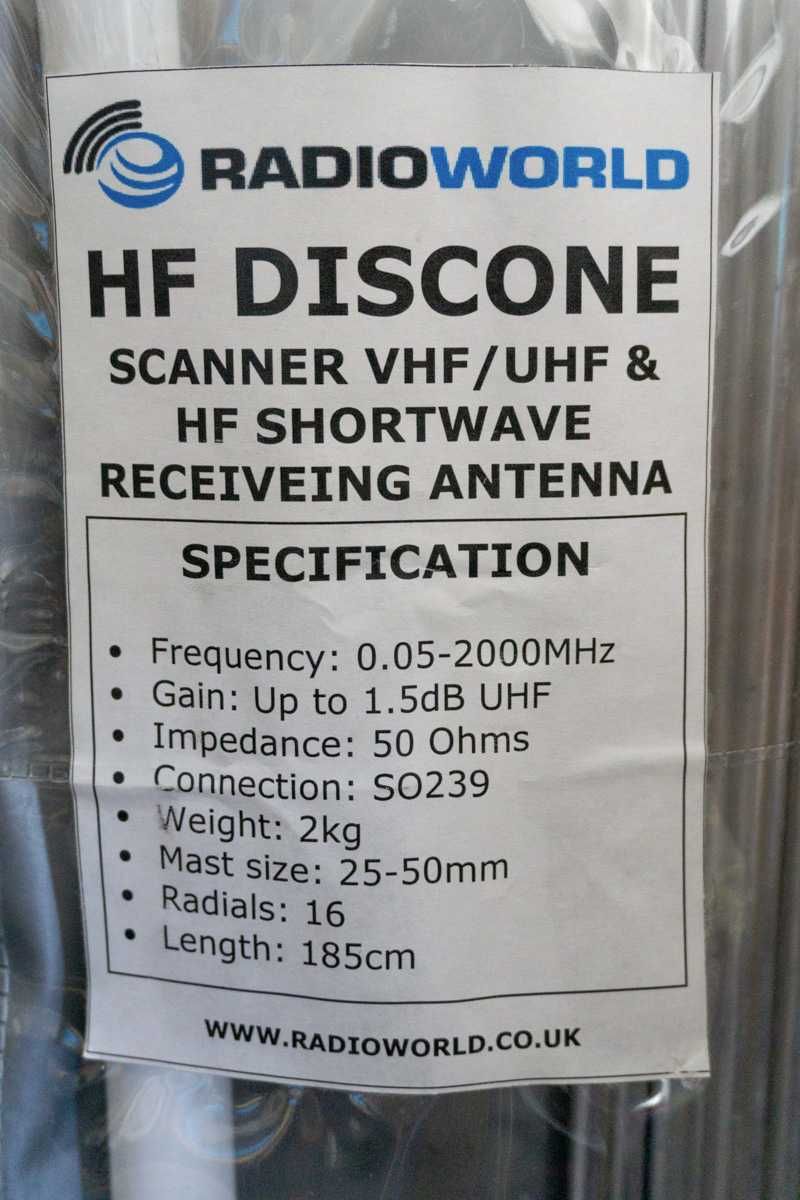 RADIOWORLD
HF DISCONE
SCANNER VHF/UHF &
HF SHORTWAVE
RECEIVEING ANTENNA
SPECIFICATION
• Frequency: 0.05-2000MHz
• Gain: Up to 1.5dB UHF
• Impedance: 50 Ohms
• Connection: SO239
• Weight: 2kg
• Mast size: 25-50mm
• Radials: 16
• Length: 185cm
WWW.RADIOWORLD.CO.UK